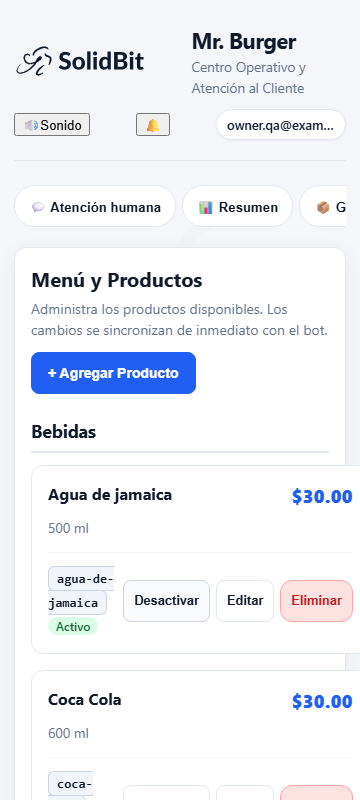 SolidBit
Mr. Burger
Centro Operativo y
Atención al Cliente
🔊Sonido
🔔
owner.qa@exam...
💬 Atención humana
📊 Resumen
📦 G
Menú y Productos
Administra los productos disponibles. Los
cambios se sincronizan de inmediato con el bot.
+ Agregar Producto
Bebidas
Agua de jamaica
$30.00
500 ml
agua-de-
jamaica
Activo
Desactivar
Editar
Eliminar
Coca Cola
$30.00
600 ml
coca-